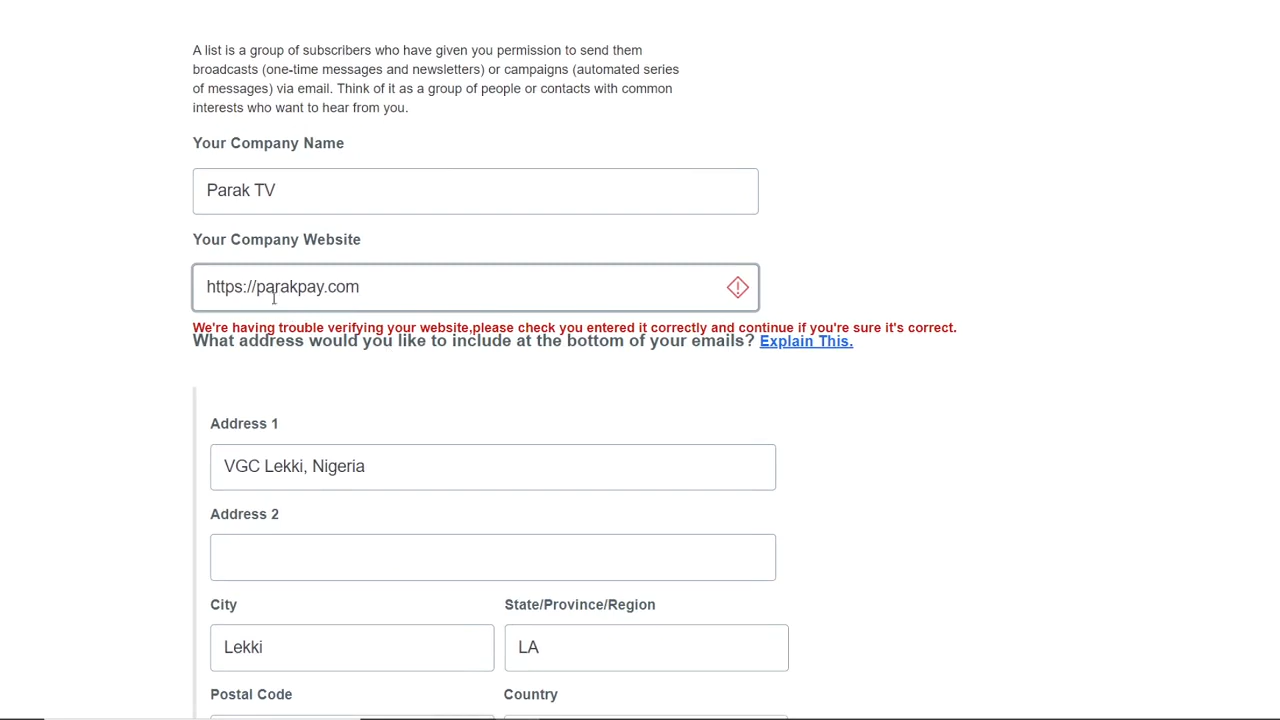 A list is a group of subscribers who have given you permission to send them
broadcasts (one-time messages and newsletters) or campaigns (automated series
of messages) via email. Think of it as a group of people or contacts with common
interests who want to hear from you.
Your Company Name
Parak TV
Your Company Website
https://parakpay.com
We're having trouble verifying your website,please check you entered it correctly and continue if you're sure it's correct.
What address would you like to include at the bottom of your emails? Explain This.
Address 1
VGC Lekki, Nigeria
Address 2
City State/Province/Region
Lekki LA
Postal Code Country